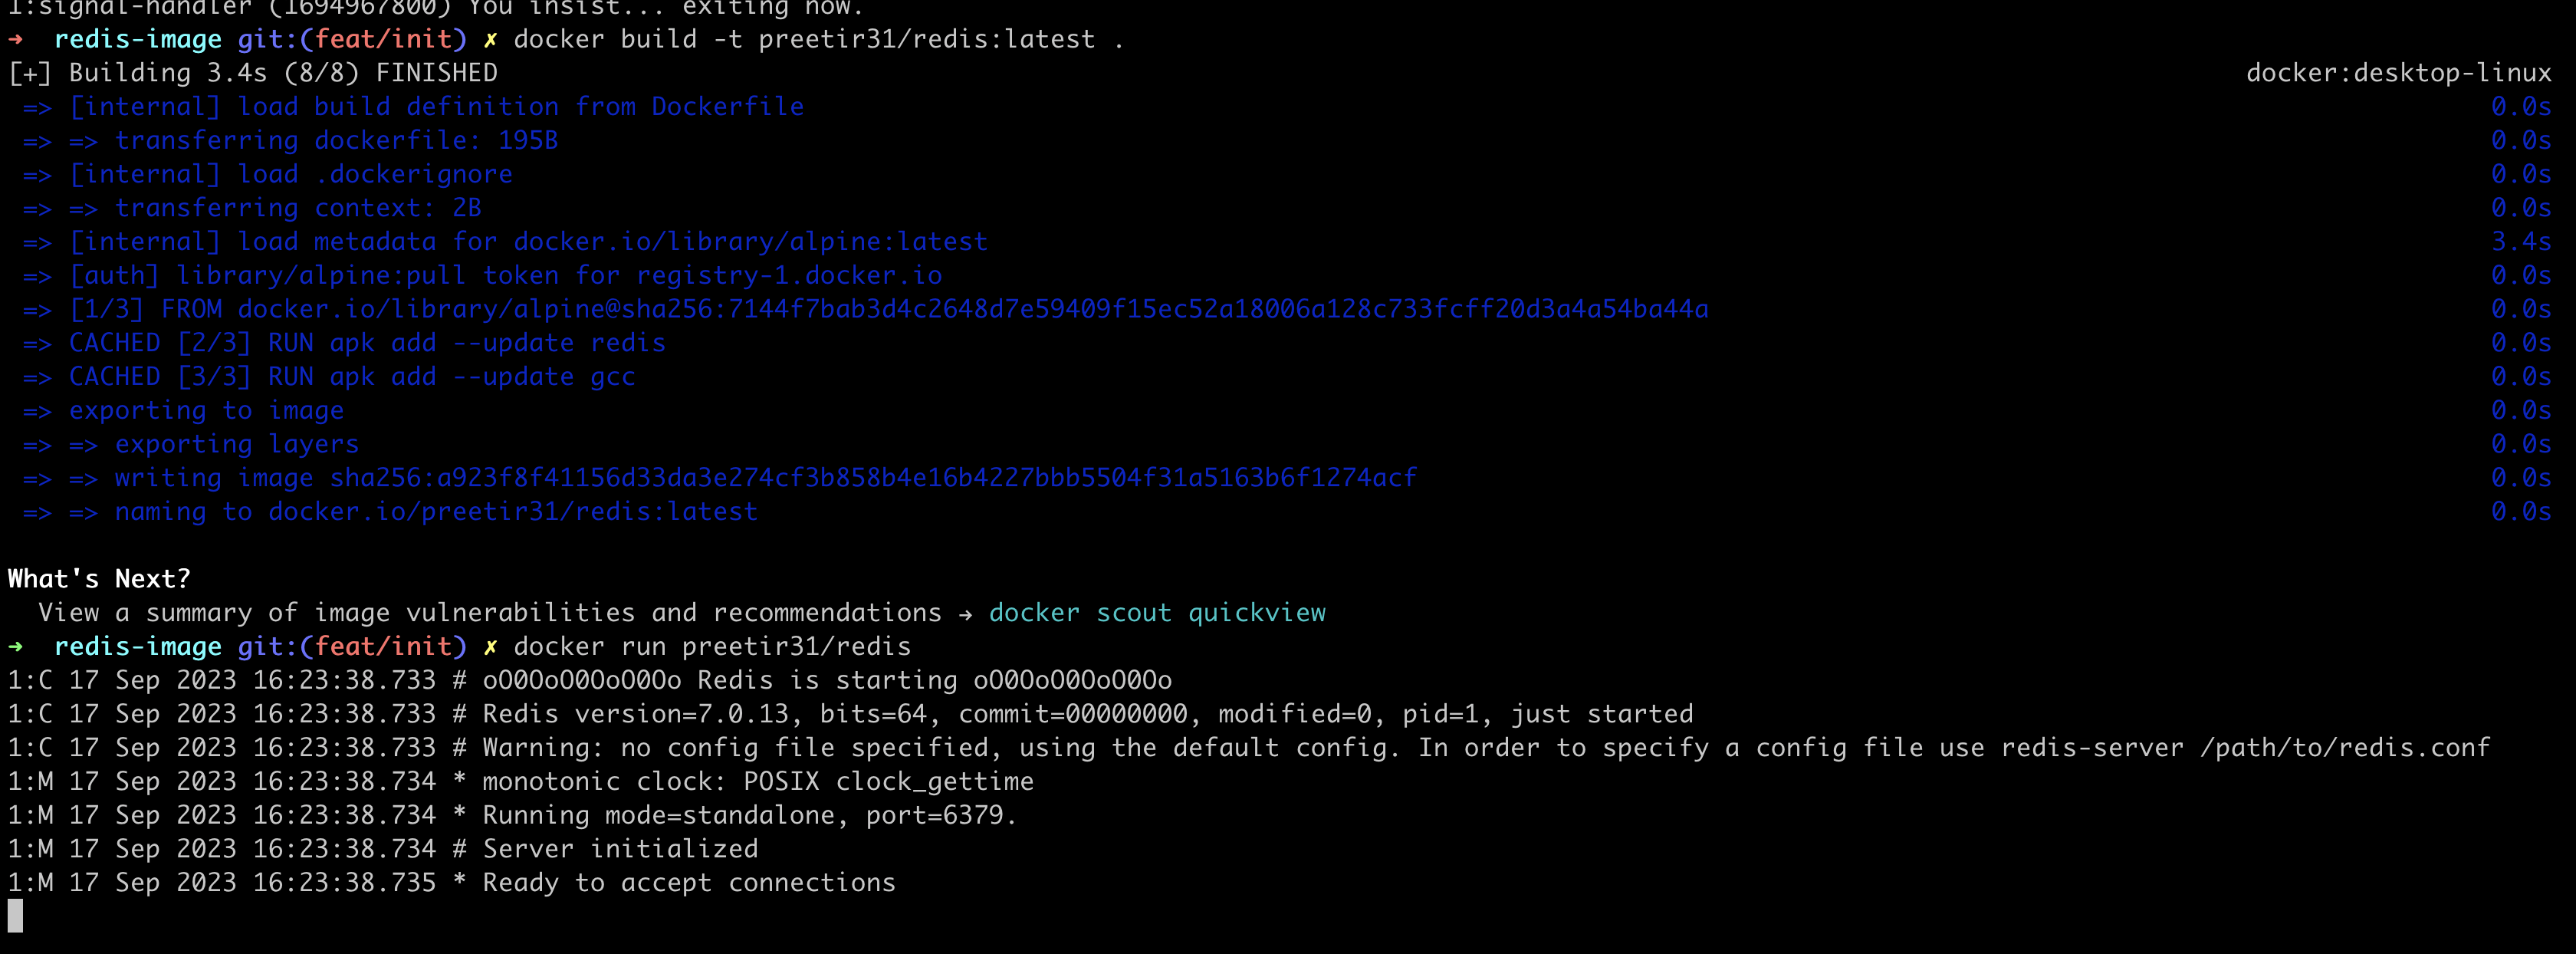 1:signal-handler (1694967800) You insist... exiting now.
➜  redis-image git:(feat/init) ✗ docker build -t preetir31/redis:latest .
[+] Building 3.4s (8/8) FINISHED docker:desktop-linux
=> [internal] load build definition from Dockerfile 0.0s
=> => transferring dockerfile: 195B 0.0s
=> [internal] load .dockerignore 0.0s
=> => transferring context: 2B 0.0s
=> [internal] load metadata for docker.io/library/alpine:latest 3.4s
=> [auth] library/alpine:pull token for registry-1.docker.io 0.0s
=> [1/3] FROM docker.io/library/alpine@sha256:7144f7bab3d4c2648d7e59409f15ec52a18006a128c733fcff20d3a4a54ba44a 0.0s
=> CACHED [2/3] RUN apk add --update redis 0.0s
=> CACHED [3/3] RUN apk add --update gcc 0.0s
=> exporting to image 0.0s
=> => exporting layers 0.0s
=> => writing image sha256:a923f8f41156d33da3e274cf3b858b4e16b4227bbb5504f31a5163b6f1274acf 0.0s
=> => naming to docker.io/preetir31/redis:latest 0.0s
What's Next?
View a summary of image vulnerabilities and recommendations → docker scout quickview
➜  redis-image git:(feat/init) ✗ docker run preetir31/redis
1:C 17 Sep 2023 16:23:38.733 # oO0OoO0OoO0Oo Redis is starting oO0OoO0OoO0Oo
1:C 17 Sep 2023 16:23:38.733 # Redis version=7.0.13, bits=64, commit=00000000, modified=0, pid=1, just started
1:C 17 Sep 2023 16:23:38.733 # Warning: no config file specified, using the default config. In order to specify a config file use redis-server /path/to/redis.conf
1:M 17 Sep 2023 16:23:38.734 * monotonic clock: POSIX clock_gettime
1:M 17 Sep 2023 16:23:38.734 * Running mode=standalone, port=6379.
1:M 17 Sep 2023 16:23:38.734 # Server initialized
1:M 17 Sep 2023 16:23:38.735 * Ready to accept connections